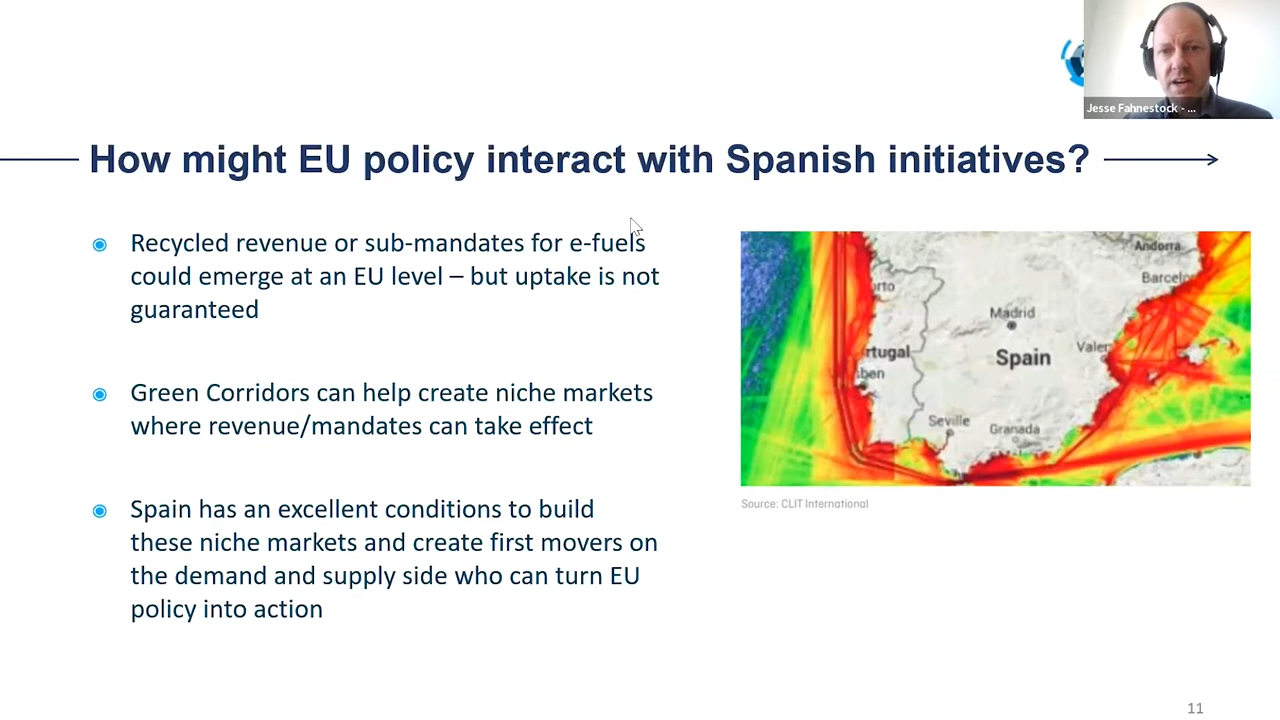 Jesse Fahnestock - ...
How might EU policy interact with Spanish initiatives?
Recycled revenue or sub-mandates for e-fuels
could emerge at an EU level – but uptake is not
guaranteed
Green Corridors can help create niche markets
where revenue/mandates can take effect
Spain has an excellent conditions to build
these niche markets and create first movers on
the demand and supply side who can turn EU
policy into action
Andorra
Barcelo
orto
Madrid
rtugal
Spain
Valer
sbon
Seville
Granada
Source: CLIT International
11